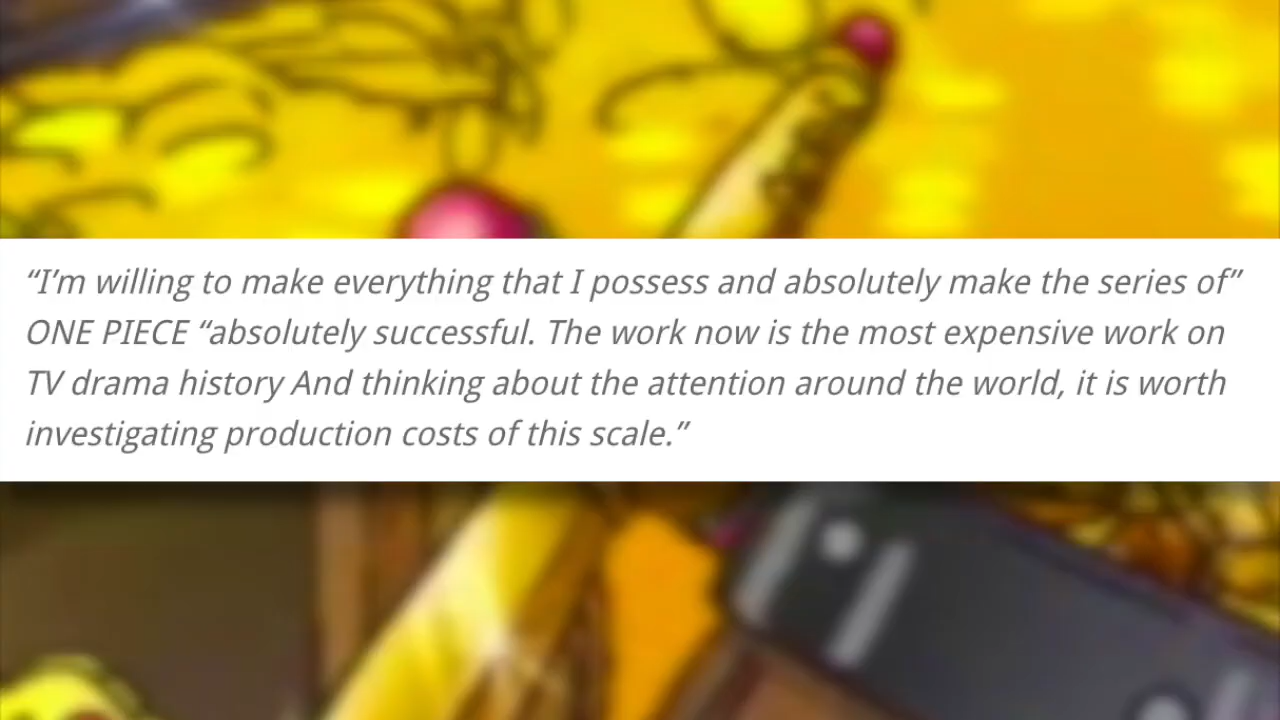 “I’m willing to make everything that I possess and absolutely make the series of”
ONE PIECE “absolutely successful. The work now is the most expensive work on
TV drama history And thinking about the attention around the world, it is worth
investigating production costs of this scale.”